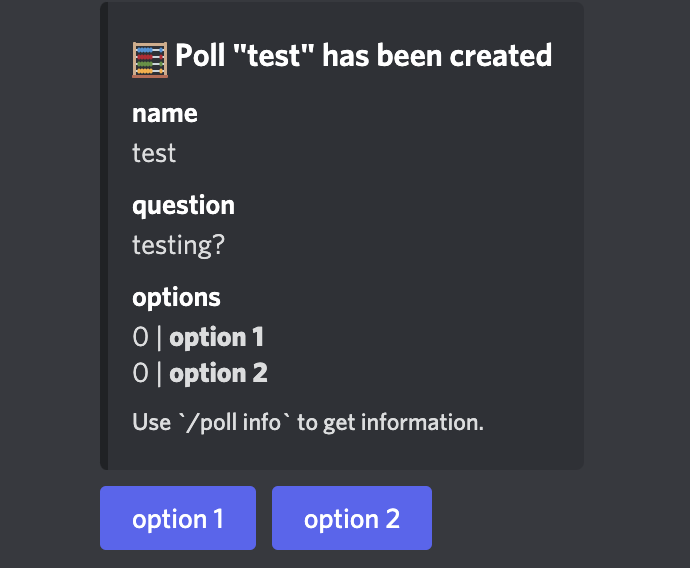 Poll "test" has been created
name
test
question
testing?
options
0 | option 1
0 | option 2
Use `/poll info` to get information.
option 1
option 2